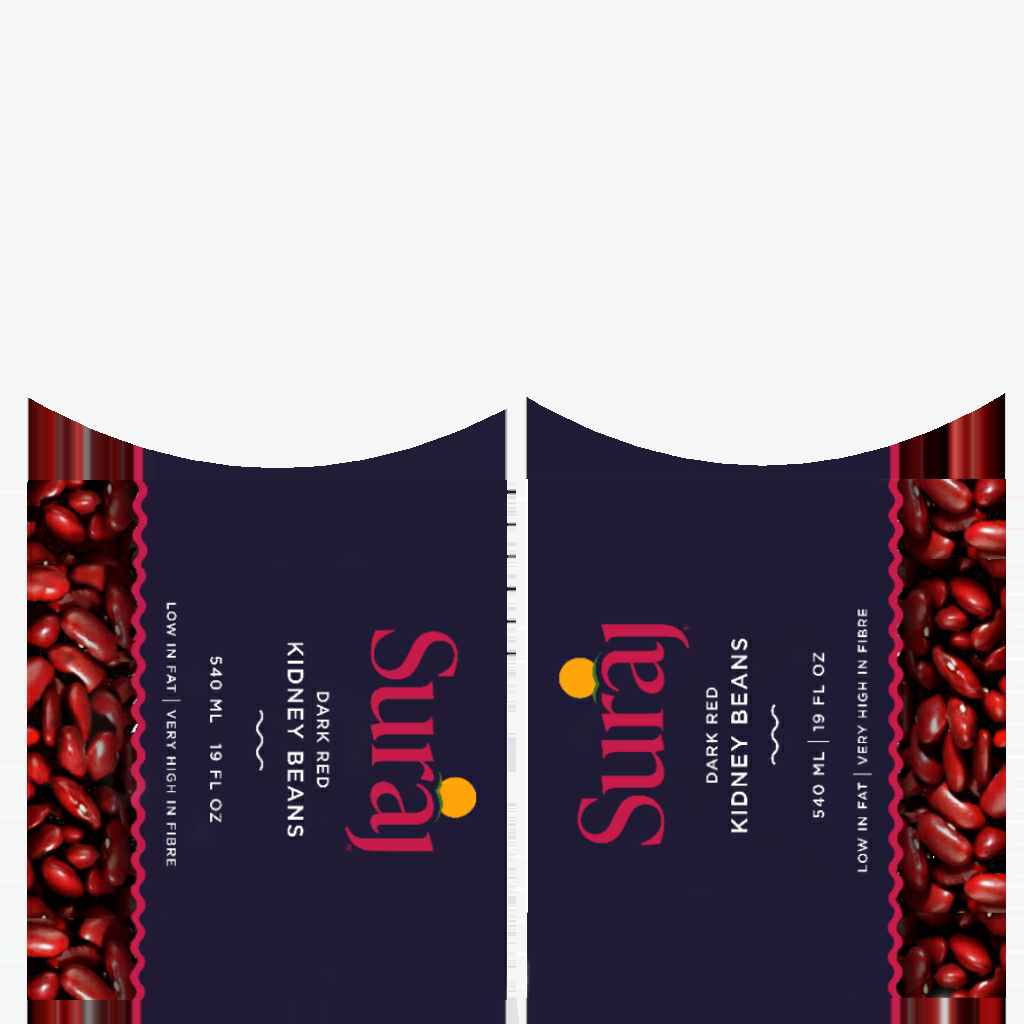 Suraj
DARK RED
KIDNEY BEANS
540 ML 19 FL OZ
LOW IN FAT | VERY HIGH IN FIBRE
Suraj
DARK RED
KIDNEY BEANS
540 ML | 19 FL OZ
LOW IN FAT | VERY HIGH IN FIBRE